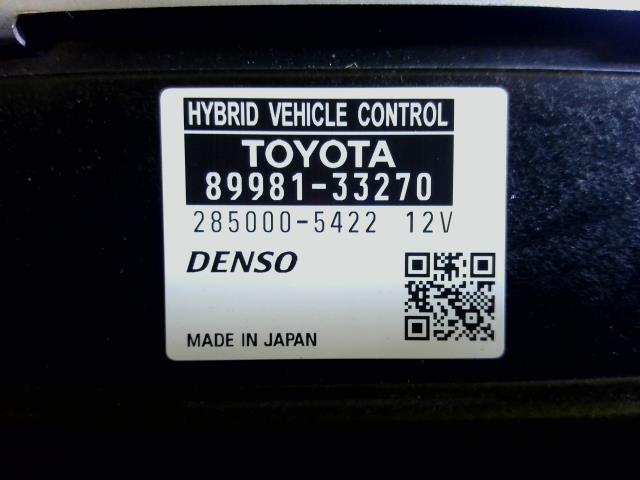 HYBRID VEHICLE CONTROL
TOYOTA
89981-33270
285000-5422 12V
DENSO
MADE IN JAPAN